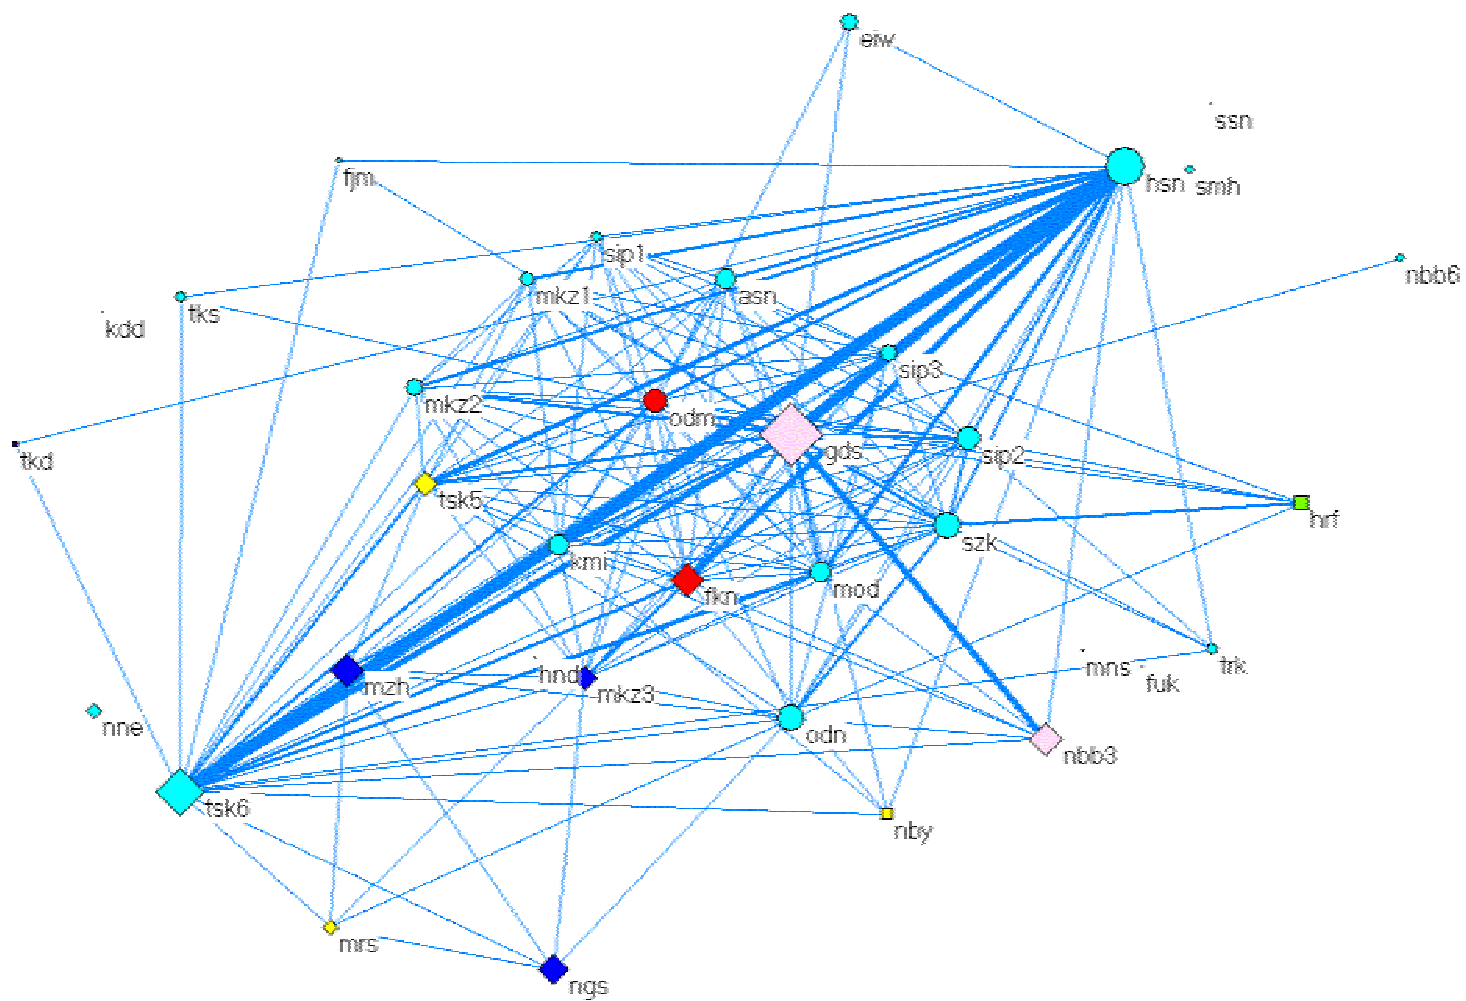 eiw
ssn
hsn
smh
fjm
sip1
nbb6
mkz1
asn
tks
kdd
sip3
mkz2
odm
gds
sip2
tkd
tsk5
hrf
szk
kmi
fkn
mod
mns
trk
fuk
hnd
mzh
mkz3
nne
odn
nbb3
tsk6
nby
mrs
ngs